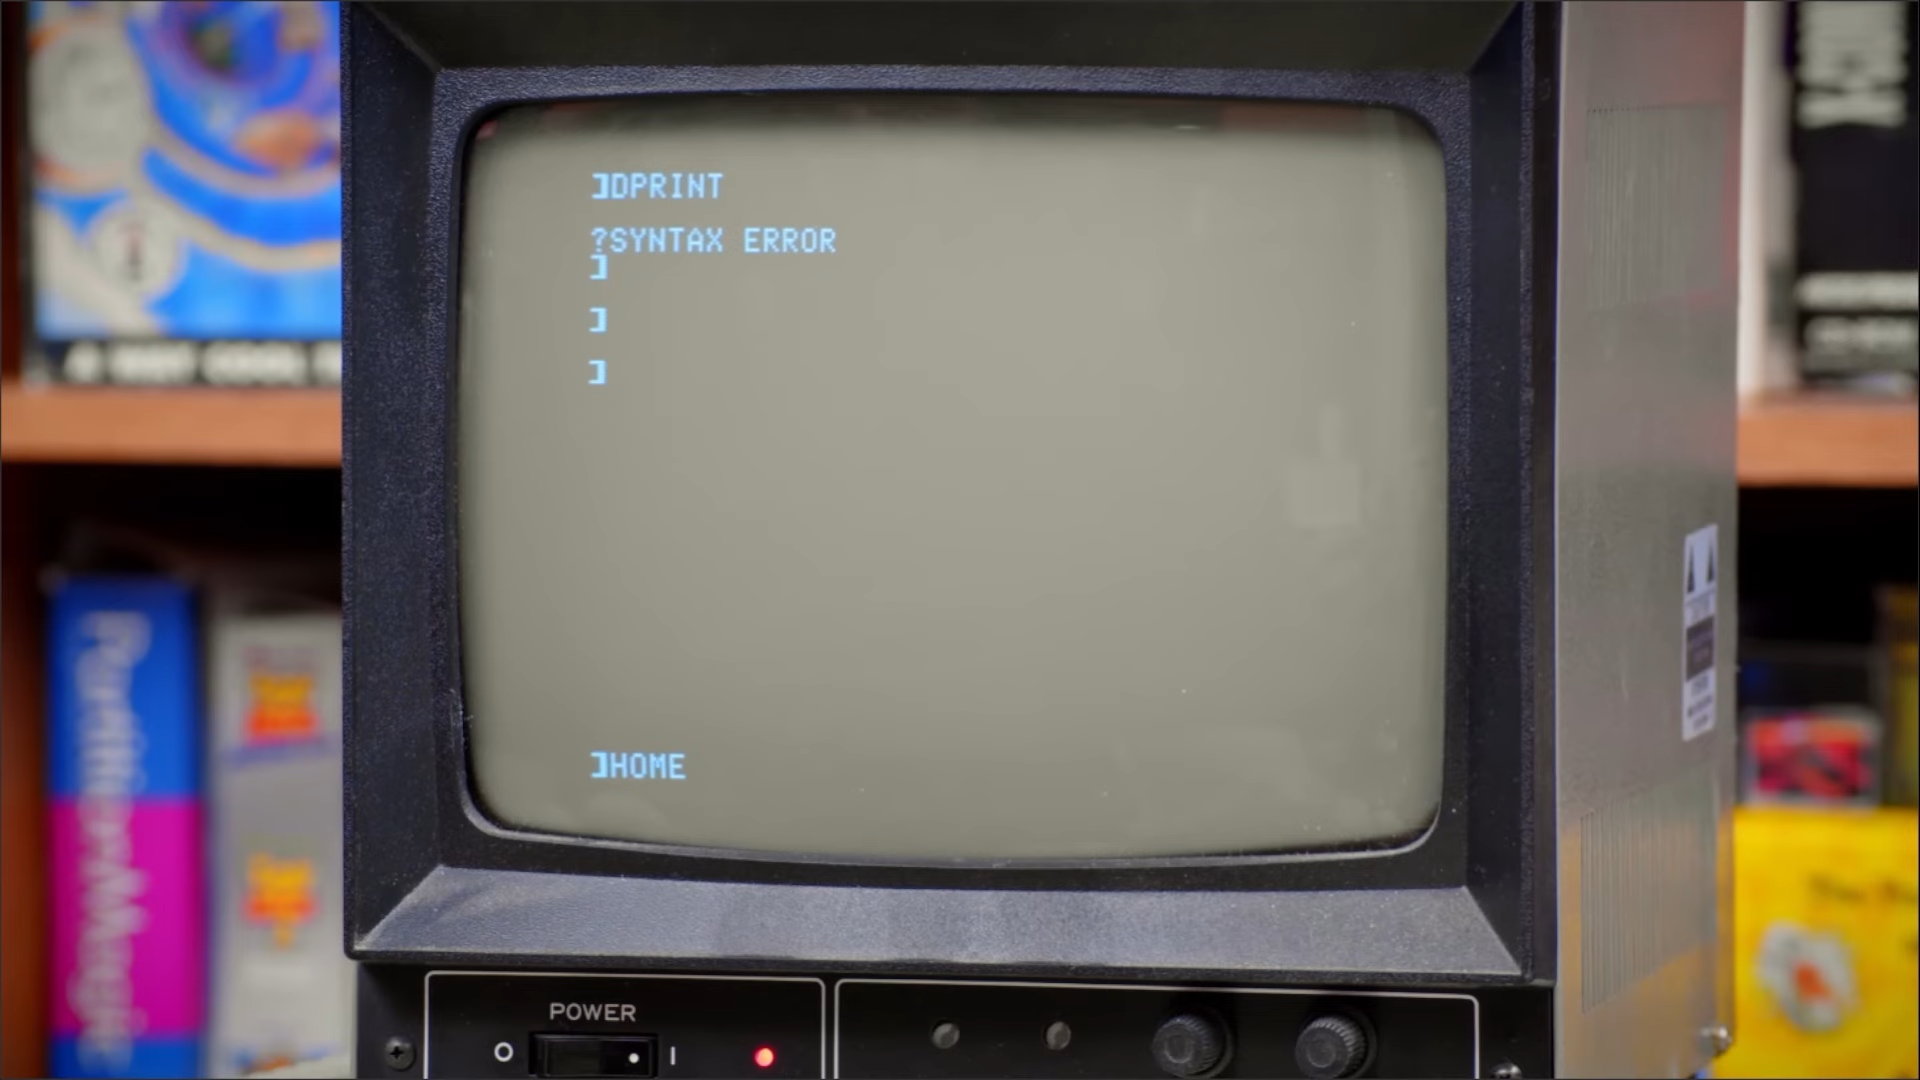 ]DPRINT
?SYNTAX ERROR
]
]
]
]HOME
POWER
O
I